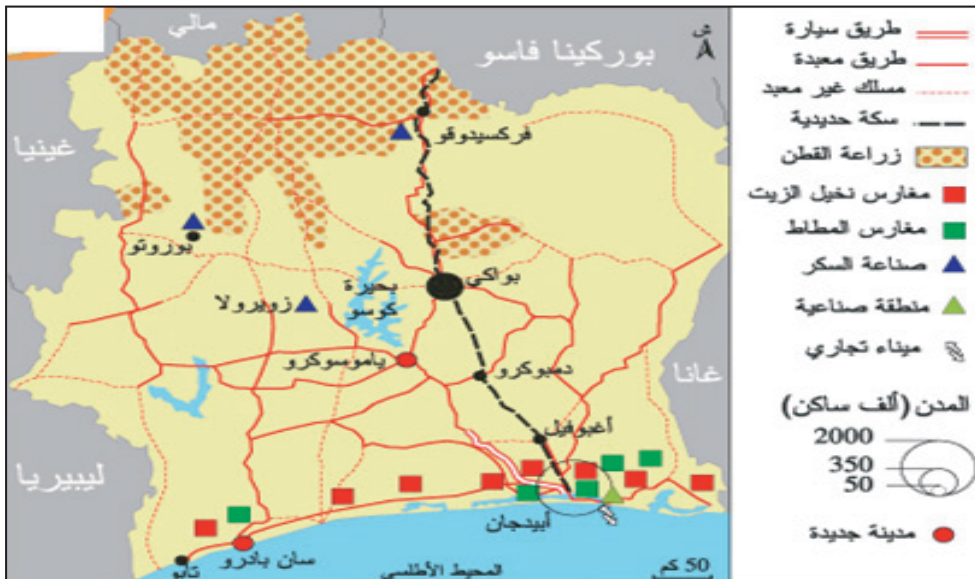 مالي
بوركينا فاسو
ش
غينيا
فركسيدوقو
بوروتو
بواكي
بحيرة
كوسو
زويرولا
ياموسوكرو
دمبوكرو
غانا
أغبوفيل
ليبيريا
أبيدجان
سان بادرو
تابو
المحيط الأطلسي
50 كم
طريق سيارة
طريق معبدة
مسلك غير معبد
سكة حديدية
زراعة القطن
مغارس نخيل الزيت
مغارس المطاط
صناعة السكر
منطقة صناعية
ميناء تجاري
المدن (ألف ساكن)
2000
350
50
مدينة جديدة